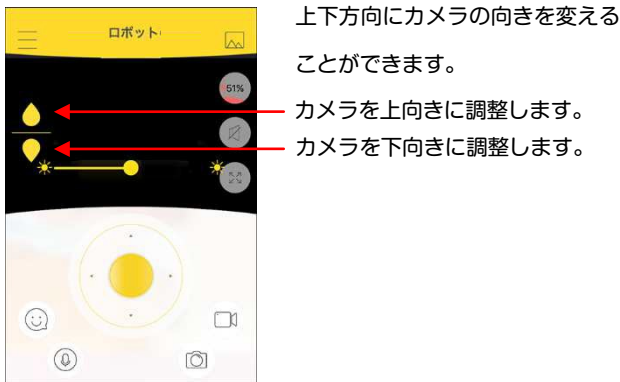 上下方向にカメラの向きを変える
ことができます。
ロボット
51%
カメラを上向きに調整します。
カメラを下向きに調整します。